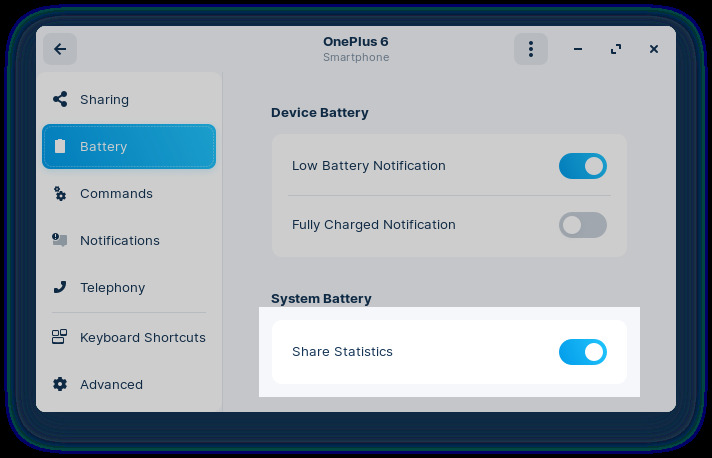 OnePlus 6
Smartphone
Sharing
Battery
Commands
Notifications
Telephony
Keyboard Shortcuts
Advanced
Device Battery
Low Battery Notification
Fully Charged Notification
System Battery
Share Statistics